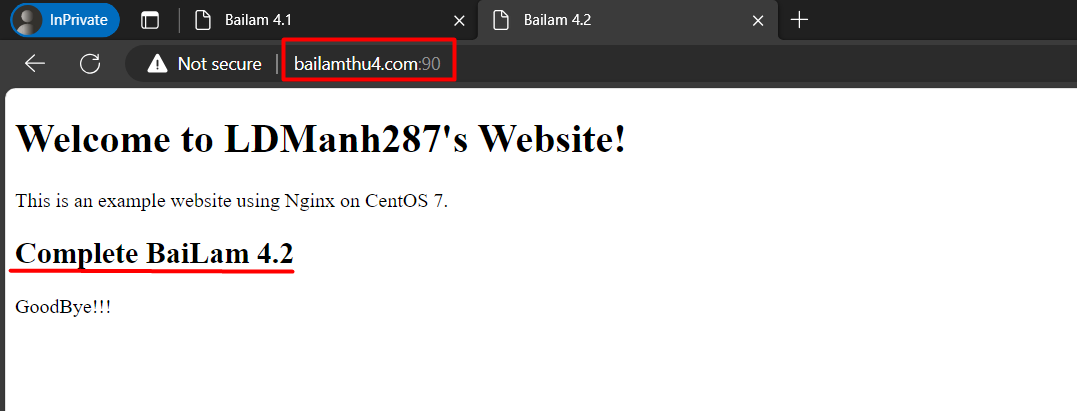 InPrivate
Bailam 4.1
Bailam 4.2
Not secure
bailamthu4.com:90
Welcome to LDManh287's Website!
This is an example website using Nginx on CentOS 7.
Complete BaiLam 4.2
GoodBye!!!